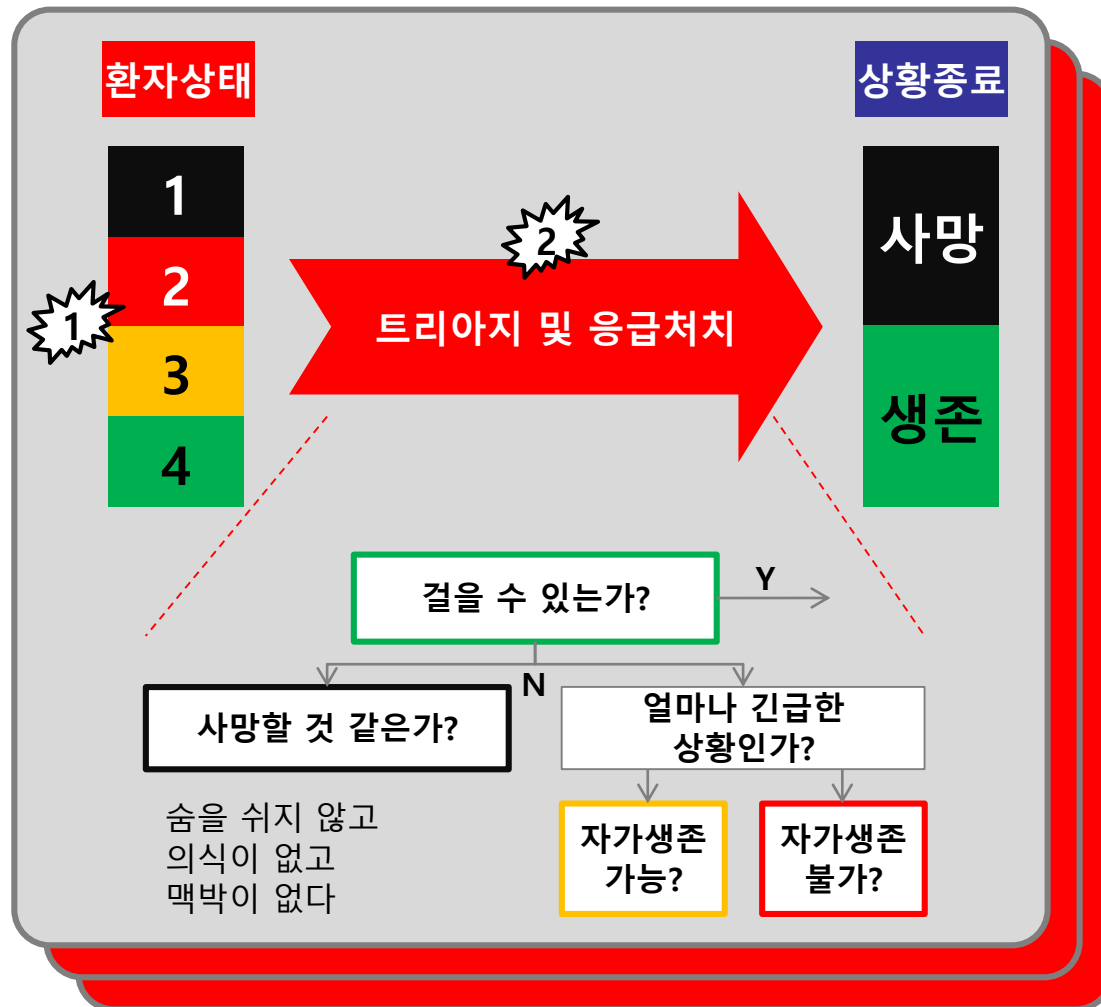 환자상태
상황종료
1
2
3
4
1
2
트리아지 및 응급처치
사망
생존
걸을 수 있는가?
Y
N
사망할 것 같은가?
얼마나 긴급한
상황인가?
숨을 쉬지 않고
의식이 없고
맥박이 없다
자가생존
가능?
자가생존
불가?